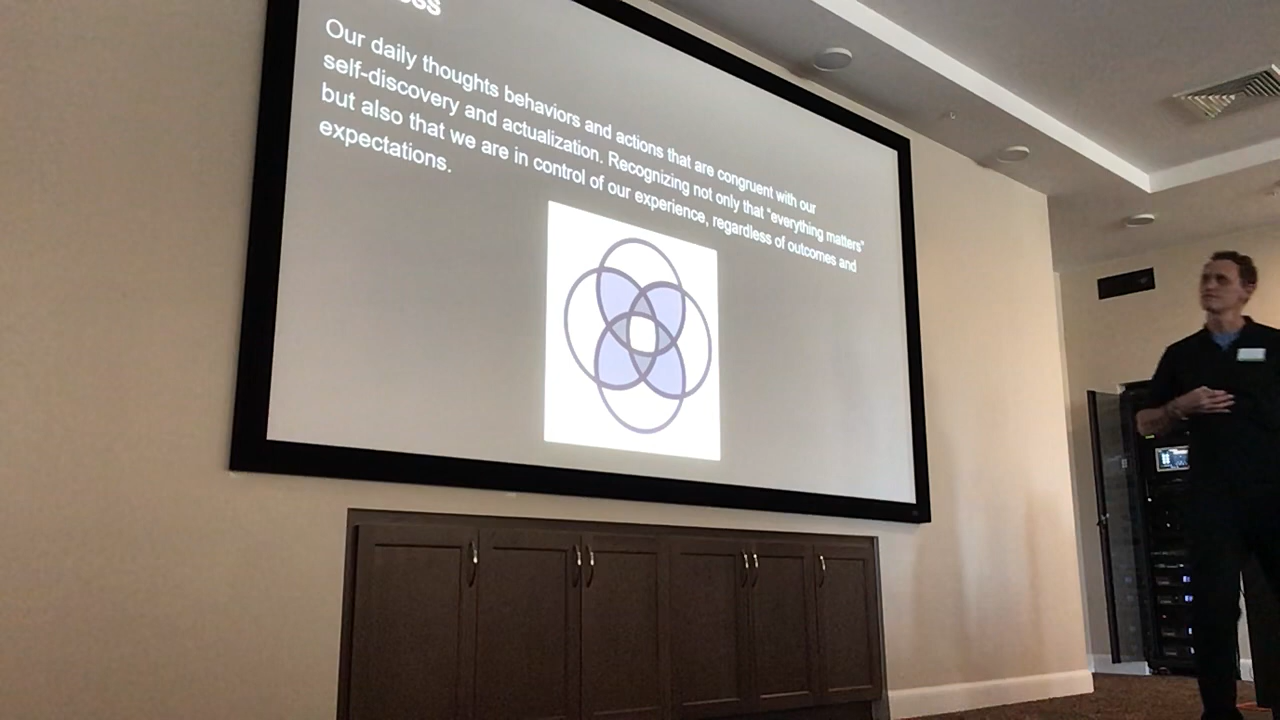 Our daily thoughts behaviors and actions that are congruent with our
self-discovery and actualization. Recognizing not only that "everything matters"
but also that we are in control of our experience, regardless of outcomes and
expectations.